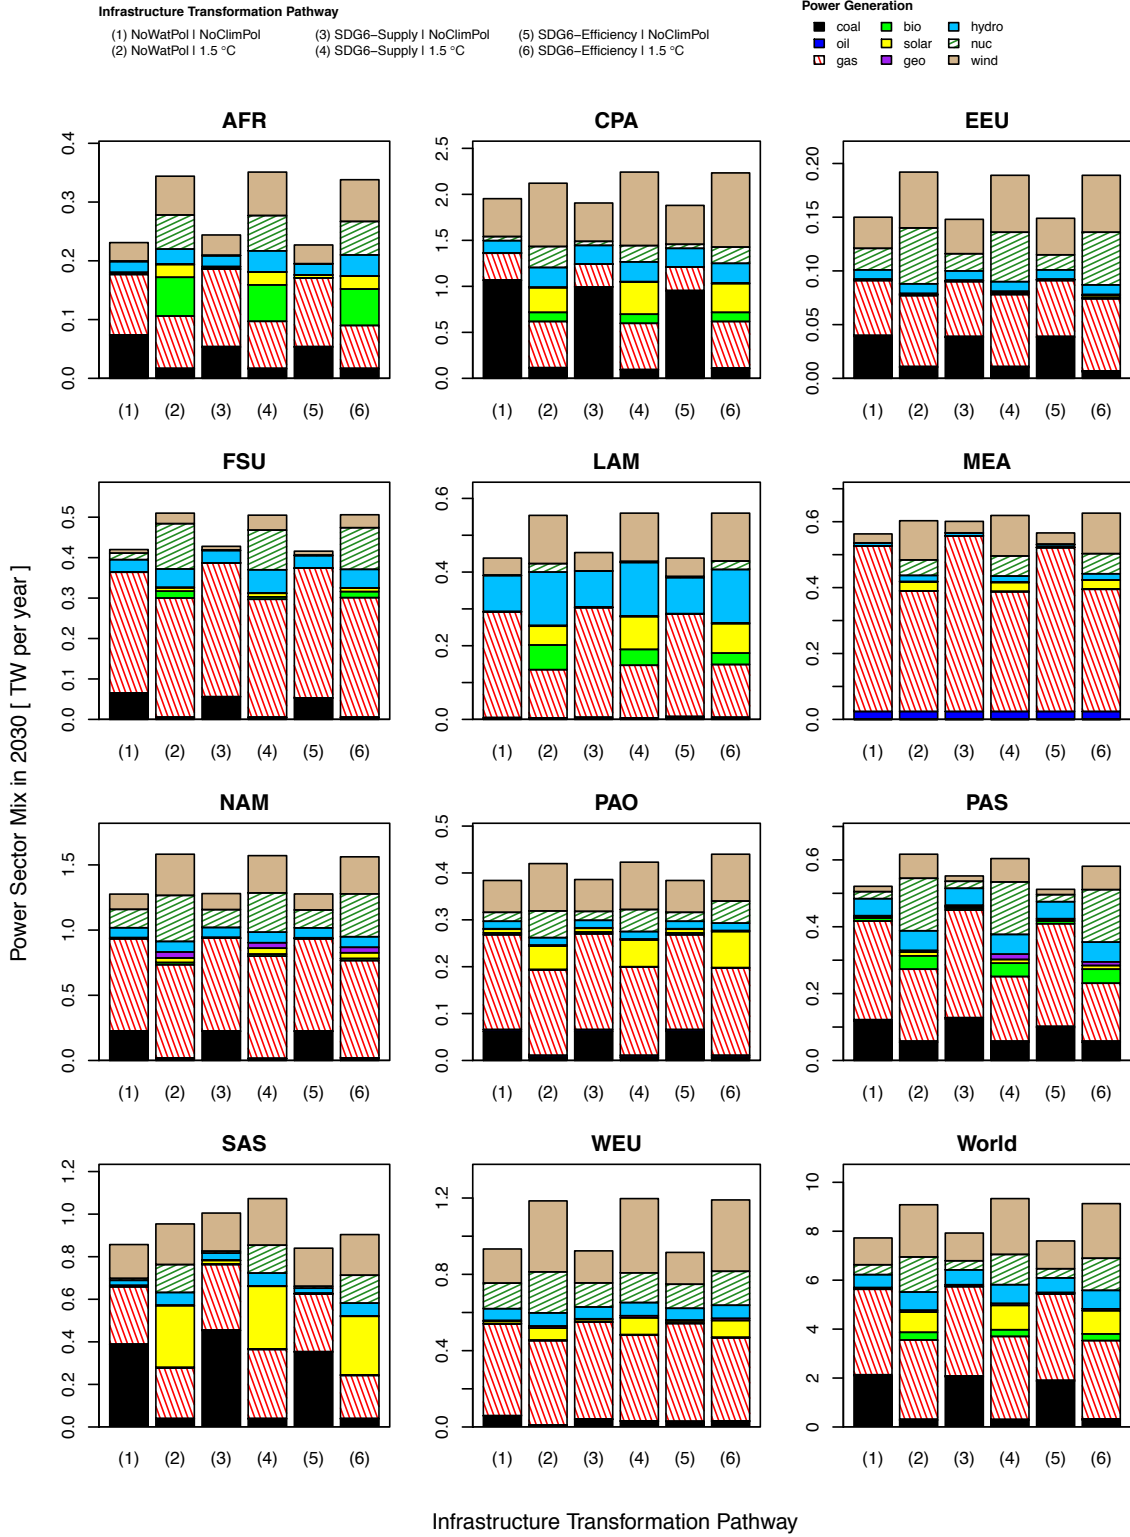 Infrastructure Transformation Pathway
(1) NoWatPol | NoClimPol (3) SDG6−Supply | NoClimPol (5) SDG6−Efficiency | NoClimPol
(2) NoWatPol | 1.5 °C (4) SDG6−Supply | 1.5 °C (6) SDG6−Efficiency | 1.5 °C
Power Generation
coal bio hydro
oil solar nuc
gas geo wind
AFR CPA EEU
0.0 0.1 0.2 0.3 0.4
0.0 0.5 1.0 1.5 2.0 2.5
0.00 0.05 0.10 0.15 0.20
(1) (2) (3) (4) (5) (6) (1) (2) (3) (4) (5) (6) (1) (2) (3) (4) (5) (6)
FSU LAM MEA
0.0 0.1 0.2 0.3 0.4 0.5
0.0 0.2 0.4 0.6
0.0 0.2 0.4 0.6
(1) (2) (3) (4) (5) (6) (1) (2) (3) (4) (5) (6) (1) (2) (3) (4) (5) (6)
Power Sector Mix in 2030 [ TW per year ]
NAM PAO PAS
0.0 0.5 1.0 1.5
0.0 0.1 0.2 0.3 0.4 0.5
0.0 0.2 0.4 0.6
(1) (2) (3) (4) (5) (6) (1) (2) (3) (4) (5) (6) (1) (2) (3) (4) (5) (6)
SAS WEU World
0.0 0.2 0.4 0.6 0.8 1.0 1.2
0.0 0.4 0.8 1.2
0 2 4 6 8 10
(1) (2) (3) (4) (5) (6) (1) (2) (3) (4) (5) (6) (1) (2) (3) (4) (5) (6)
Infrastructure Transformation Pathway